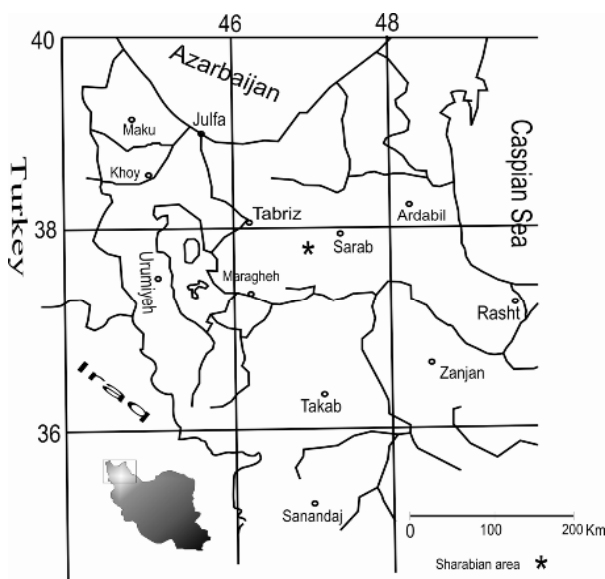 46
48
40
Azarbaijan
Maku
Julfa
Khoy
Turkey
Caspian Sea
Ardabil
Tabriz
38
Sarab
*
Urumiyeh
Maragheh
Rasht
Zanjan
Iraq
Takab
36
Sanandaj
0 100 200 Km
Sharabian area *